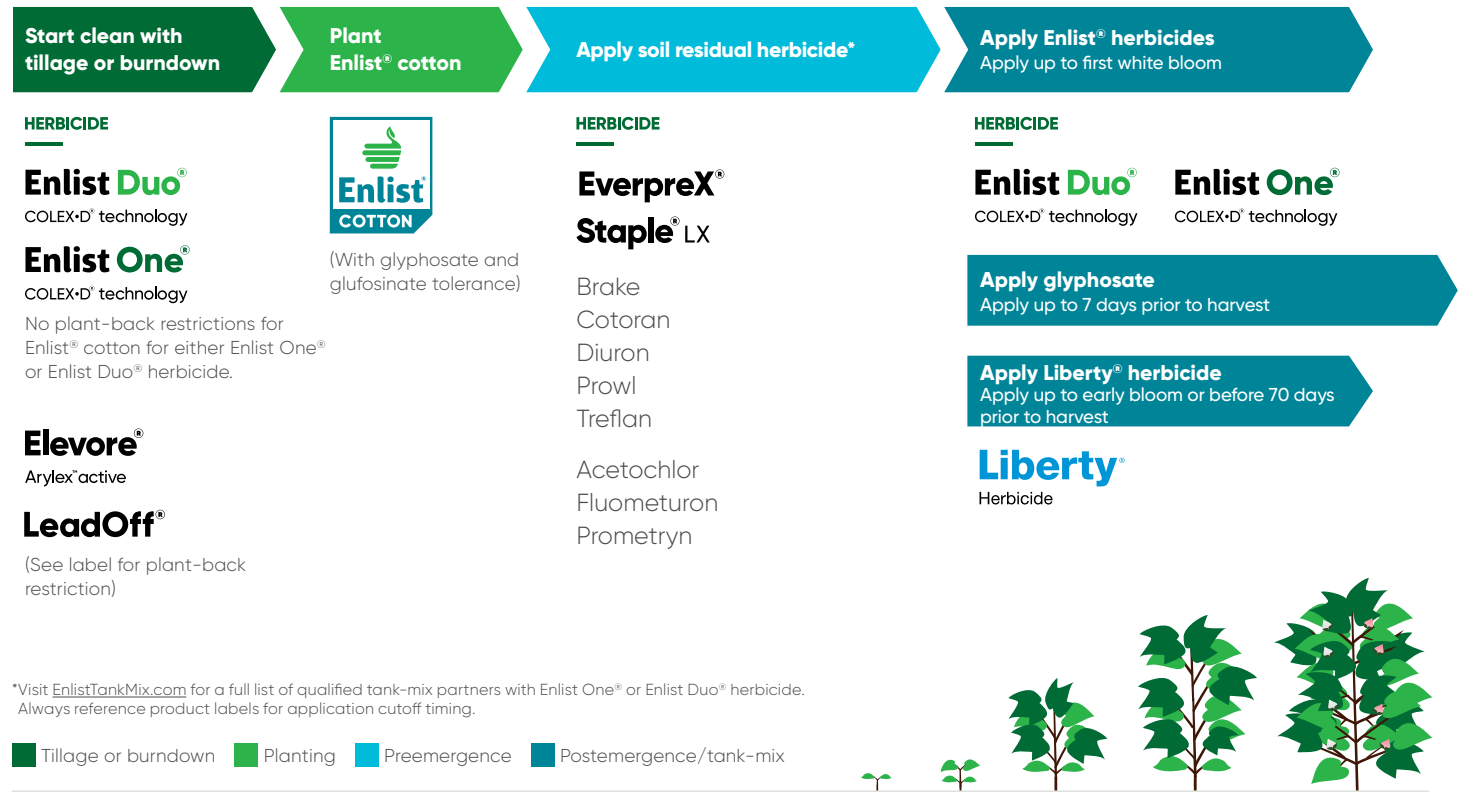 Start clean with
tillage or burndown
Plant
Enlist® cotton
Apply soil residual herbicide*
Apply Enlist® herbicides
Apply up to first white bloom
HERBICIDE
Enlist Duo®
COLEX•D® technology
Enlist One®
COLEX•D® technology
No plant-back restrictions for
Enlist® cotton for either Enlist One®
or Enlist Duo® herbicide.
Elevore®
Arylex™ active
LeadOff®
(See label for plant-back
restriction)
Enlist®
COTTON
(With glyphosate and
glufosinate tolerance)
HERBICIDE
EverpreX®
Staple® LX
Brake
Cotoran
Diuron
Prowl
Treflan
Acetochlor
Fluometuron
Prometryn
HERBICIDE
Enlist Duo®
COLEX•D® technology
Enlist One®
COLEX•D® technology
Apply glyphosate
Apply up to 7 days prior to harvest
Apply Liberty® herbicide
Apply up to early bloom or before 70 days
prior to harvest
Liberty®
Herbicide
*Visit EnlistTankMix.com for a full list of qualified tank-mix partners with Enlist One® or Enlist Duo® herbicide.
Always reference product labels for application cutoff timing.
Tillage or burndown
Planting
Preemergence
Postemergence/tank-mix